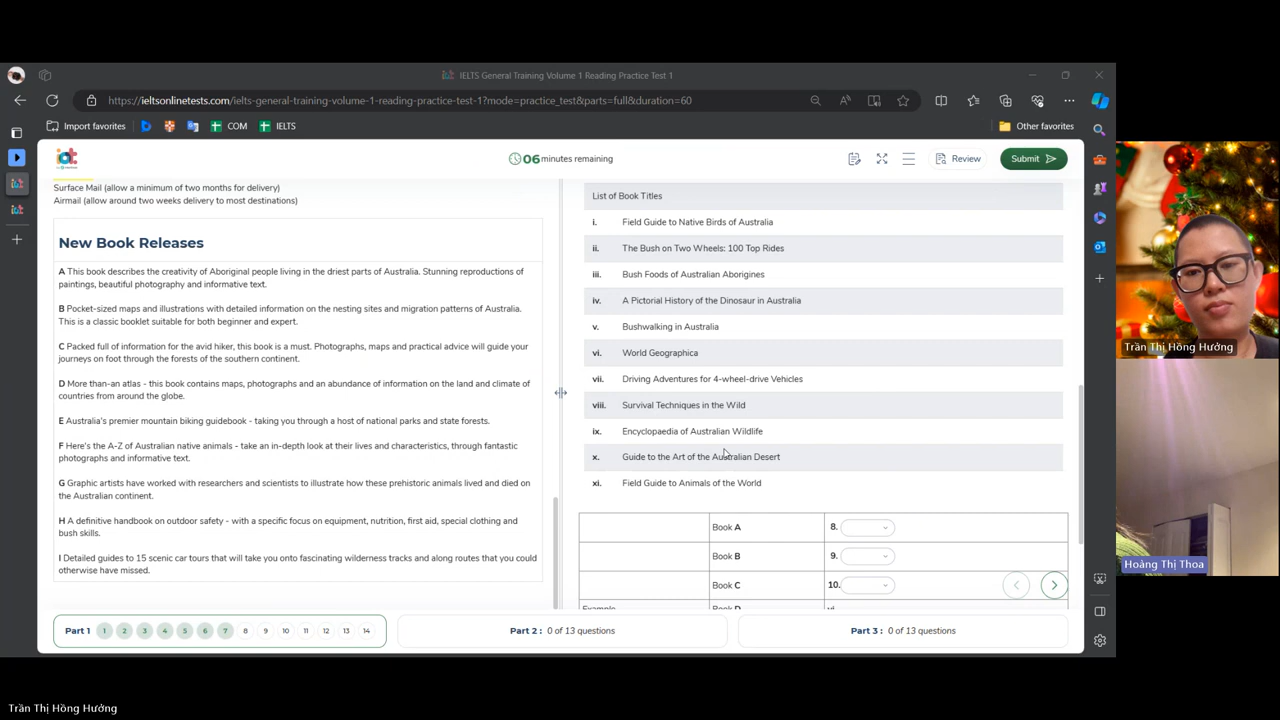 IELTS General Training Volume 1 Reading Practice Test 1
https://ieltsonlinetests.com/ielts-general-training-volume-1-reading-practice-test-1?mode=practice_test&parts=full&duration=60
Import favorites
COM
IELTS
Other favorites
iot
06 minutes remaining
Review
Submit
Surface Mail (allow a minimum of two months for delivery)
Airmail (allow around two weeks delivery to most destinations)
New Book Releases
A This book describes the creativity of Aboriginal people living in the driest parts of Australia. Stunning reproductions of
paintings, beautiful photography and informative text.
B Pocket-sized maps and illustrations with detailed information on the nesting sites and migration patterns of Australia.
This is a classic booklet suitable for both beginner and expert.
C Packed full of information for the avid hiker, this book is a must. Photographs, maps and practical advice will guide your
journeys on foot through the forests of the southern continent.
D More than-an atlas - this book contains maps, photographs and an abundance of information on the land and climate of
countries from around the globe.
E Australia's premier mountain biking guidebook - taking you through a host of national parks and state forests.
F Here's the A-Z of Australian native animals - take an in-depth look at their lives and characteristics, through fantastic
photographs and informative text.
G Graphic artists have worked with researchers and scientists to illustrate how these prehistoric animals lived and died on
the Australian continent.
H A definitive handbook on outdoor safety - with a specific focus on equipment, nutrition, first aid, special clothing and
bush skills.
I Detailed guides to 15 scenic car tours that will take you onto fascinating wilderness tracks and along routes that you could
otherwise have missed.
List of Book Titles
i. Field Guide to Native Birds of Australia
ii. The Bush on Two Wheels: 100 Top Rides
iii. Bush Foods of Australian Aborigines
iv. A Pictorial History of the Dinosaur in Australia
v. Bushwalking in Australia
vi. World Geographica
vii. Driving Adventures for 4-wheel-drive Vehicles
viii. Survival Techniques in the Wild
ix. Encyclopaedia of Australian Wildlife
x. Guide to the Art of the Australian Desert
xi. Field Guide to Animals of the World
Book A 8.
Book B 9.
Book C 10.
Example Book D vi
Part 1 1 2 3 4 5 6 7 8 9 10 11 12 13 14
Part 2 : 0 of 13 questions
Part 3 : 0 of 13 questions
Trần Thị Hồng Hưởng
Hoàng Thị Thoa
Trần Thị Hồng Hưởng